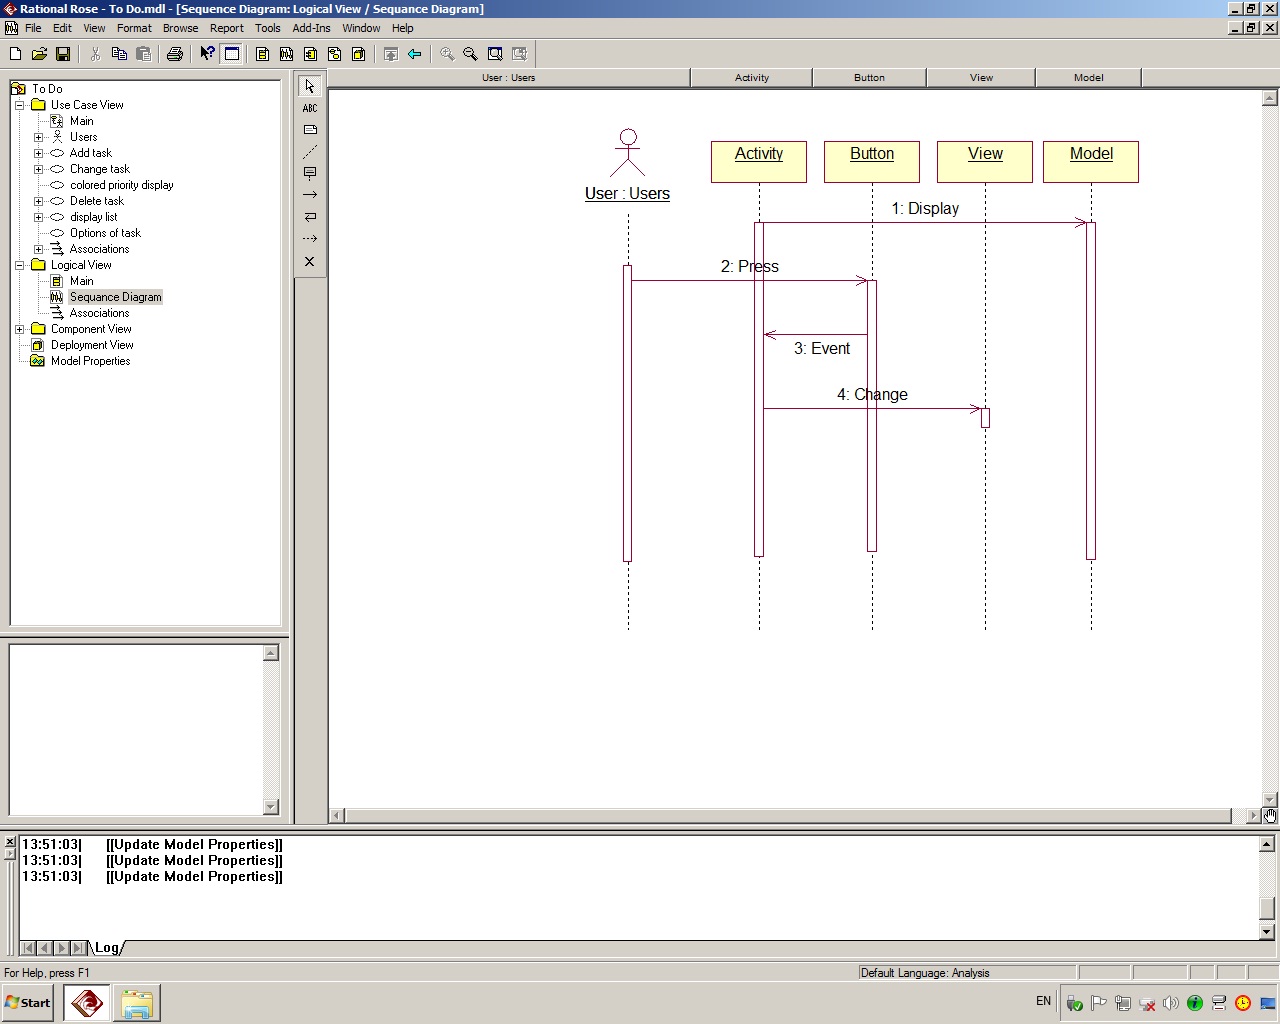 Rational Rose - To Do.mdl - [Sequence Diagram: Logical View / Sequance Diagram]
File Edit View Format Browse Report Tools Add-Ins Window Help
ABC
To Do
Use Case View
Main
Users
Add task
Change task
colored priority display
Delete task
display list
Options of task
Associations
Logical View
Main
Sequance Diagram
Associations
Component View
Deployment View
Model Properties
User : Users Activity Button View Model
Activity Button View Model
User : Users
1: Display
2: Press
3: Event
4: Change
13:51:03| [[Update Model Properties]]
13:51:03| [[Update Model Properties]]
13:51:03| [[Update Model Properties]]
Log
For Help, press F1 Default Language: Analysis
Start EN